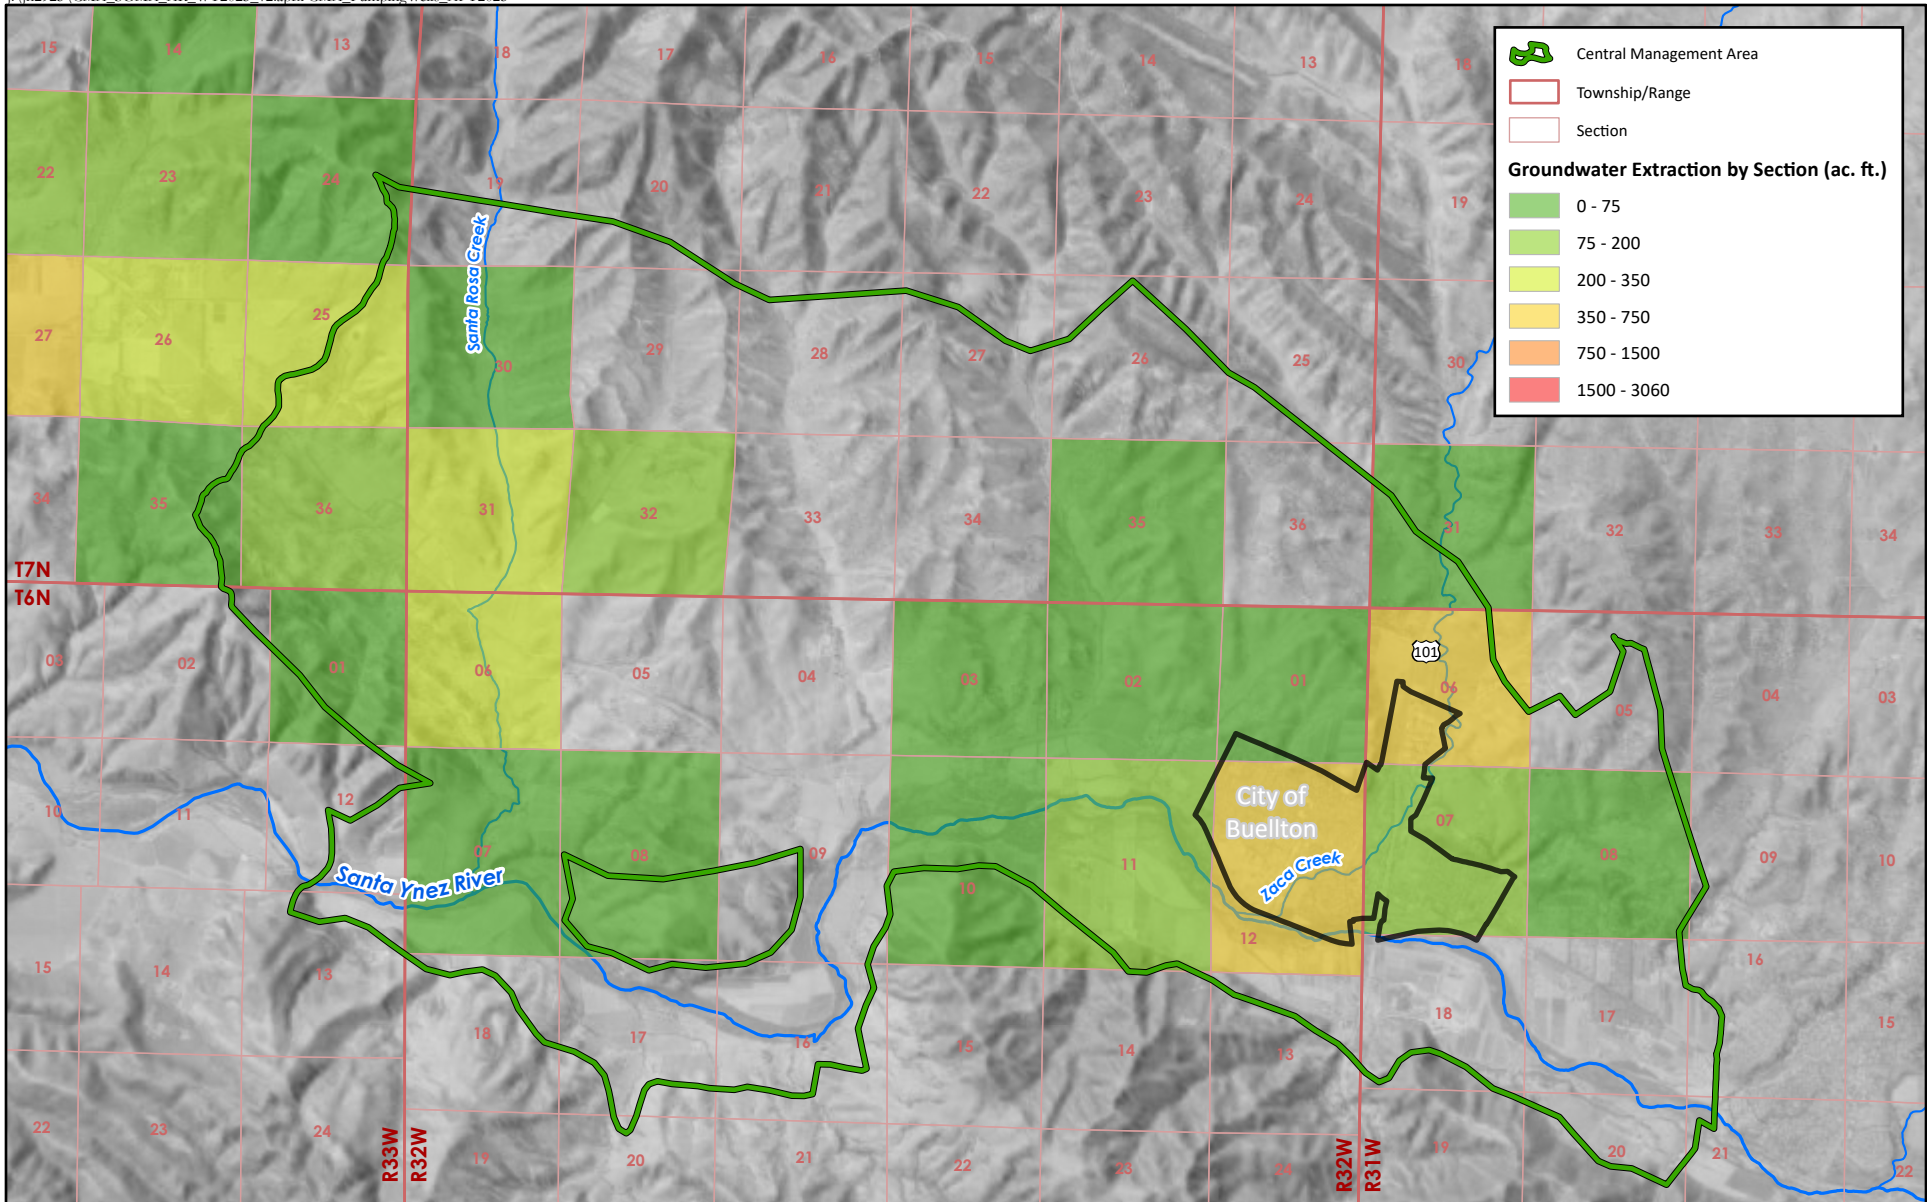 Central Management Area
Township/Range
Section
Groundwater Extraction by Section (ac. ft.)
0 - 75
75 - 200
200 - 350
350 - 750
750 - 1500
1500 - 3060
15 14 13 18 17 16 15 14 13 18
22 23 24 19 20 21 22 23 24 19
Santa Rosa Creek
27 26 25 30 29 28 27 26 25 30
34 35 36 31 32 33 34 35 36 31 32 33 34
T7N
T6N
03 02 01 06 05 04 03 02 01 06 05 04 03
101
City of
Buellton
Zaca Creek
10 11 12 07 08 09 10 11 12 07 08 09 10
Santa Ynez River
15 14 13 18 17 16 15 14 13 18 17 16 15
22 23 24 19 20 21 22 23 24 19 20 21 22
R33W
R32W
R32W
R31W